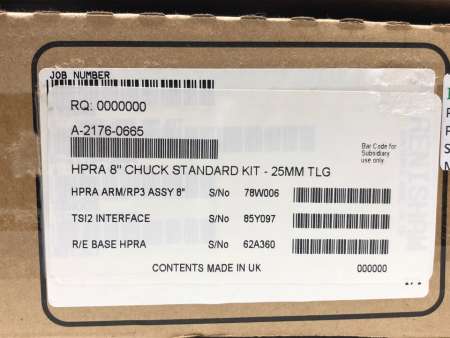 JOB NUMBER
RQ: 0000000
A-2176-0665
Bar Code for
Subsidiary
use only.
HPRA 8" CHUCK STANDARD KIT - 25MM TLG
HPRA ARM/RP3 ASSY 8" S/No 78W006
TSI2 INTERFACE S/No 85Y097
R/E BASE HPRA S/No 62A360
CONTENTS MADE IN UK 000000